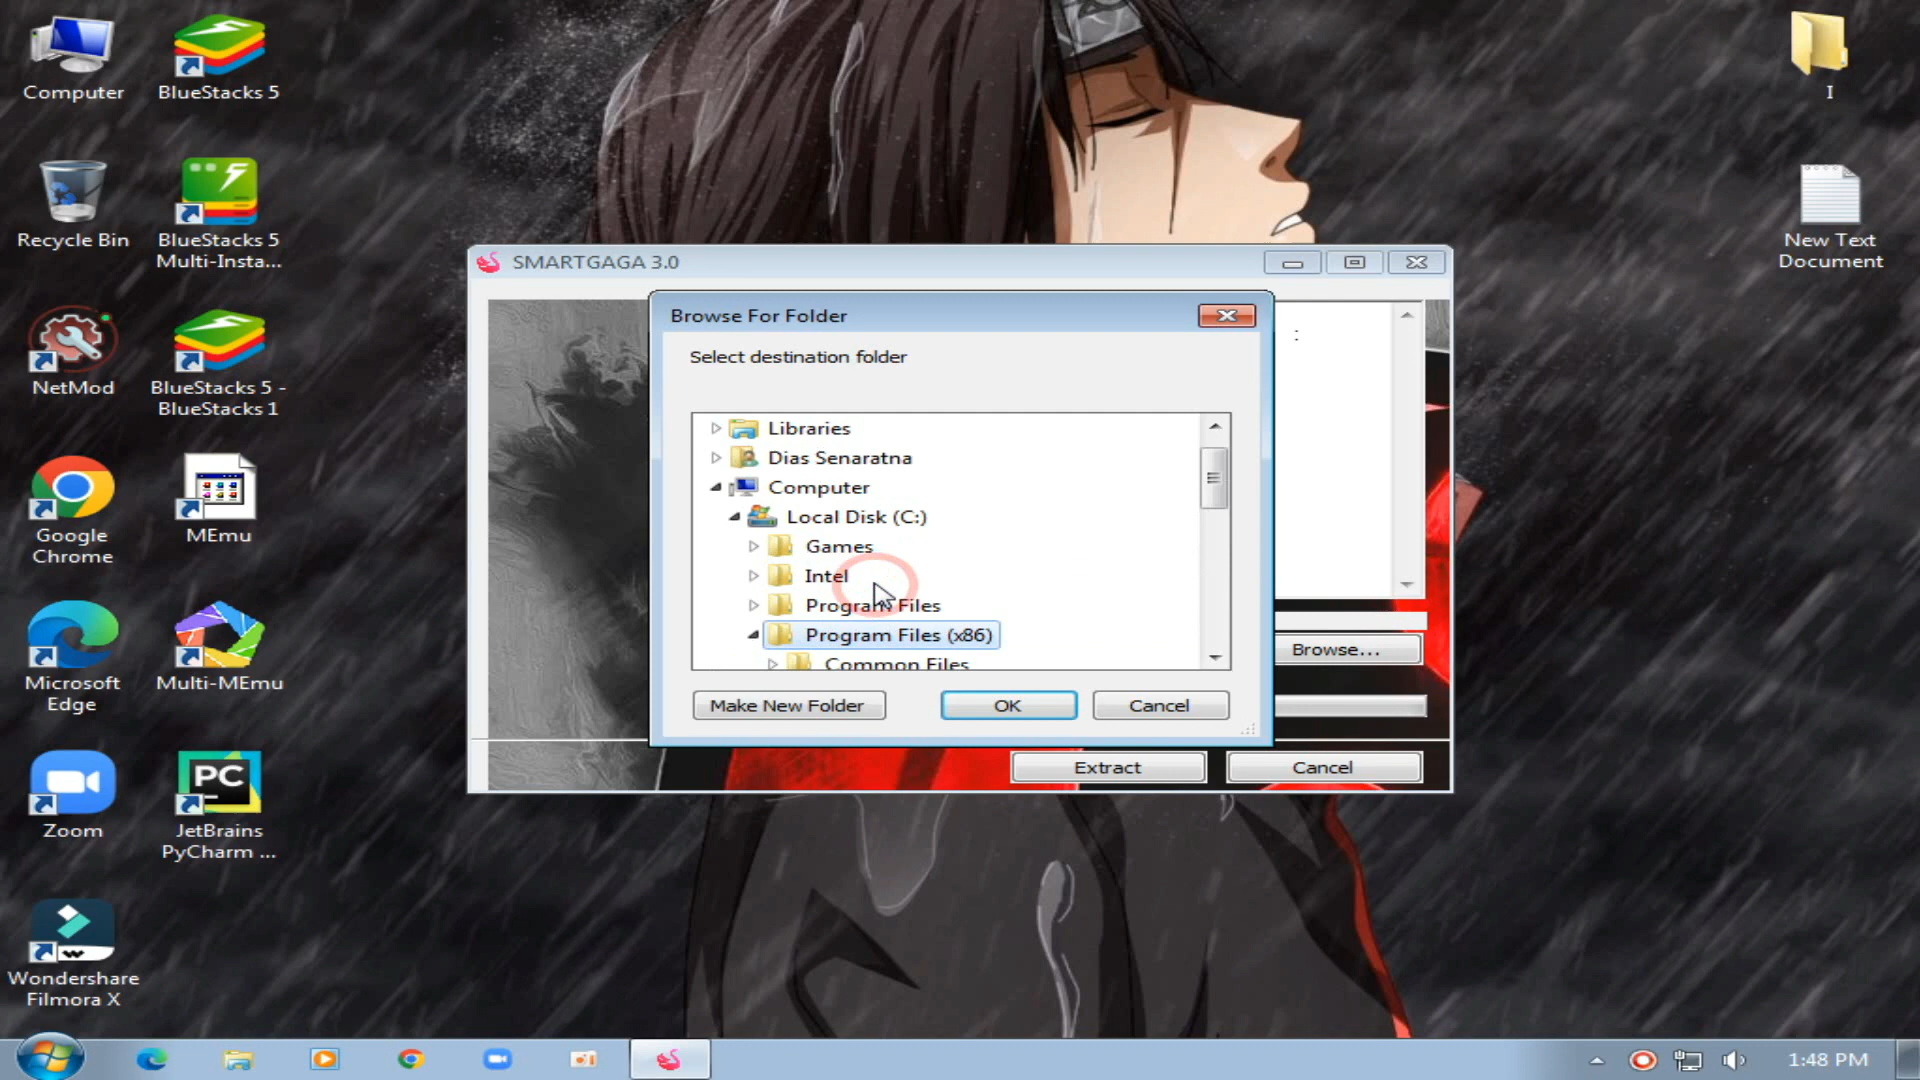 Computer
BlueStacks 5
Recycle Bin
BlueStacks 5
Multi-Insta...
NetMod
BlueStacks 5 -
BlueStacks 1
Google
Chrome
MEmu
Microsoft
Edge
Multi-MEmu
Zoom
PC
JetBrains
PyCharm ...
Wondershare
Filmora X
I
New Text
Document
SMARTGAGA 3.0
Browse For Folder
Select destination folder
:
Libraries
Dias Senaratna
Computer
Local Disk (C:)
Games
Intel
Program Files
Program Files (x86)
Common Files
Browse...
Make New Folder
OK
Cancel
Extract
Cancel
1:48 PM